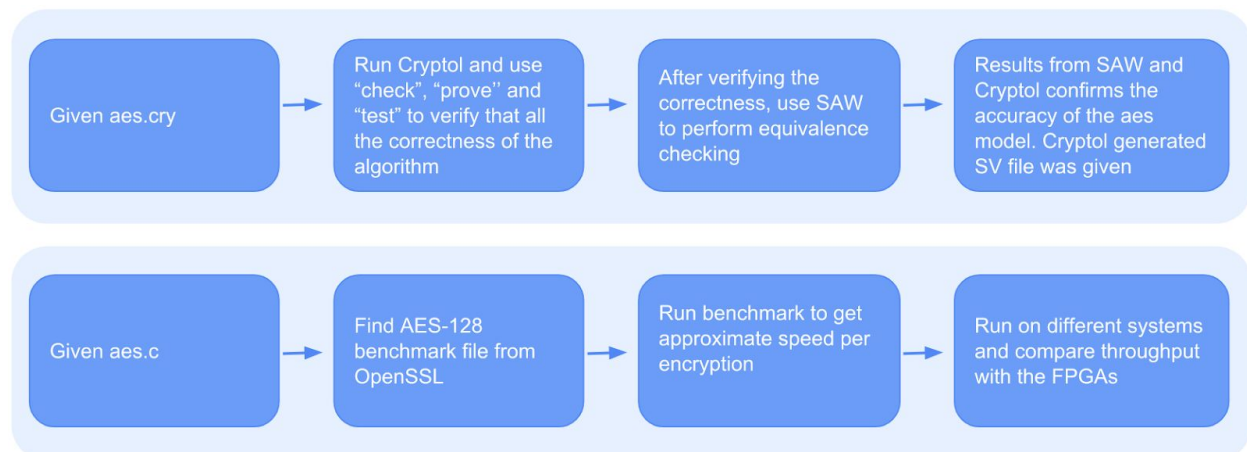 Given aes.cry
Run Cryptol and use
“check”, “prove’’ and
“test” to verify that all
the correctness of the
algorithm
After verifying the
correctness, use SAW
to perform equivalence
checking
Results from SAW and
Cryptol confirms the
accuracy of the aes
model. Cryptol generated
SV file was given
Given aes.c
Find AES-128
benchmark file from
OpenSSL
Run benchmark to get
approximate speed per
encryption
Run on different systems
and compare throughput
with the FPGAs